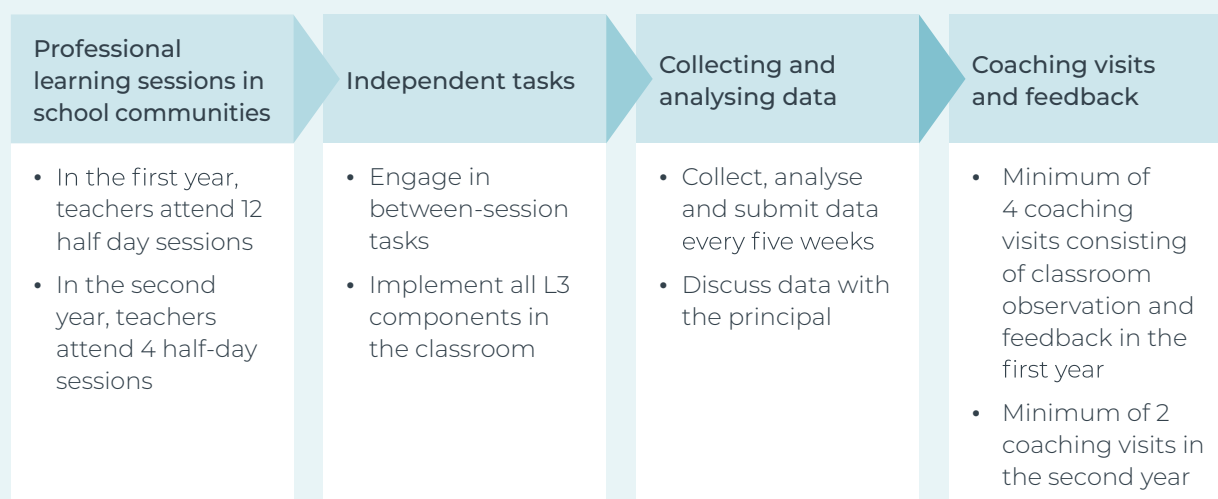 Professional
learning sessions in
school communities
• In the first year,
teachers attend 12
half day sessions
• In the second
year, teachers
attend 4 half-day
sessions
Independent tasks
• Engage in
between-session
tasks
• Implement all L3
components in
the classroom
Collecting and
analysing data
• Collect, analyse
and submit data
every five weeks
• Discuss data with
the principal
Coaching visits
and feedback
• Minimum of
4 coaching
visits consisting
of classroom
observation and
feedback in the
first year
• Minimum of 2
coaching visits in
the second year